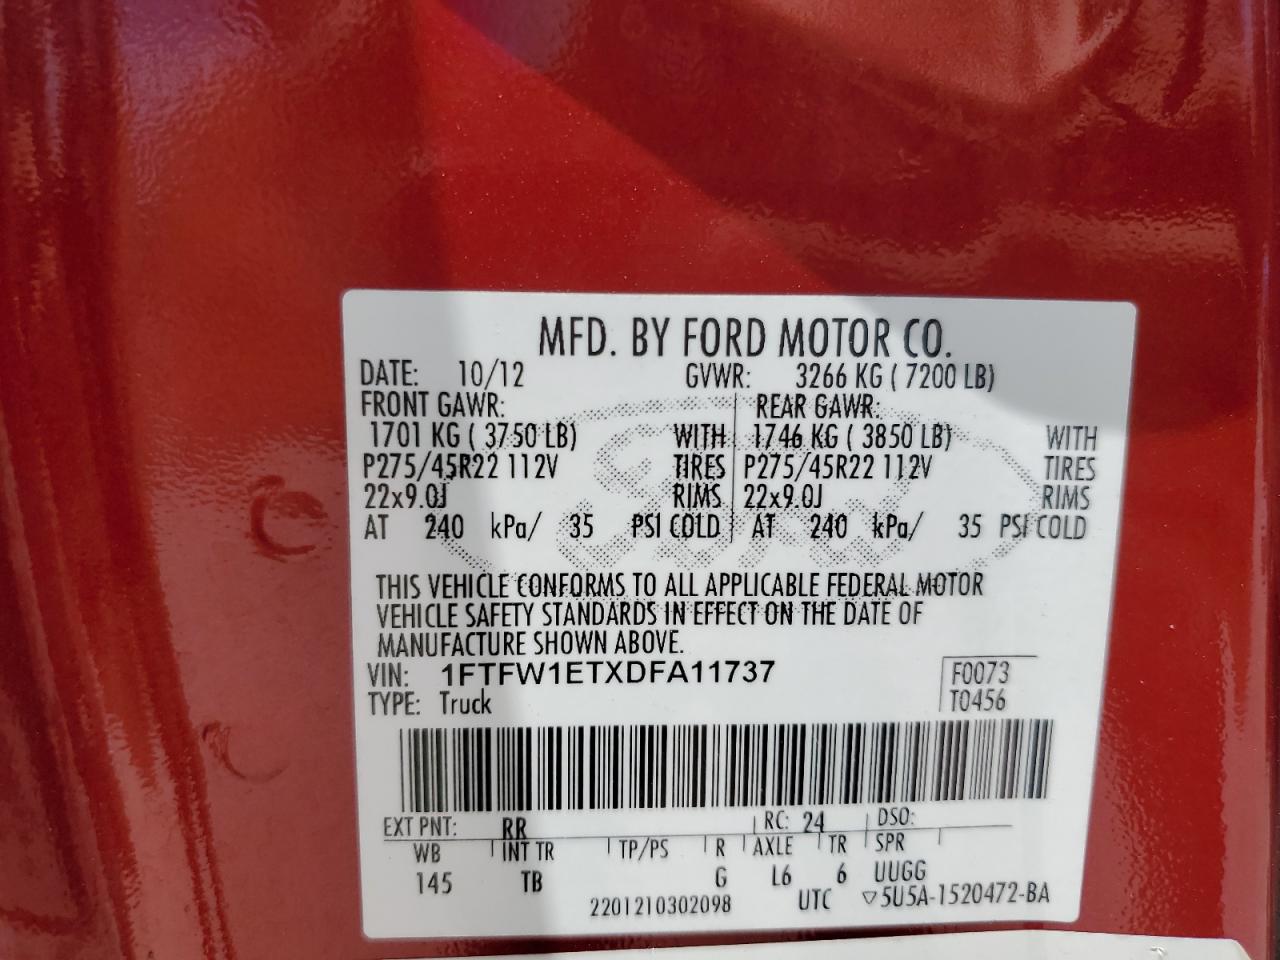 MFD. BY FORD MOTOR CO.
DATE: 10/12 GVWR: 3266 KG ( 7200 LB)
FRONT GAWR: REAR GAWR:
1701 KG ( 3750 LB) WITH 1746 KG ( 3850 LB) WITH
P275/45R22 112V TIRES P275/45R22 112V TIRES
22x9.0J RIMS 22x9.0J RIMS
AT 240 kPa/ 35 PSI COLD AT 240 kPa/ 35 PSI COLD
THIS VEHICLE CONFORMS TO ALL APPLICABLE FEDERAL MOTOR
VEHICLE SAFETY STANDARDS IN EFFECT ON THE DATE OF
MANUFACTURE SHOWN ABOVE.
VIN: 1FTFW1ETXDFA11737 F0073
TYPE: Truck T0456
EXT PNT: RR RC: 24 DSO:
WB INT TR TP/PS R AXLE TR SPR
145 TB G L6 6 UUGG
2201210302098 UTC ▽5U5A-1520472-BA